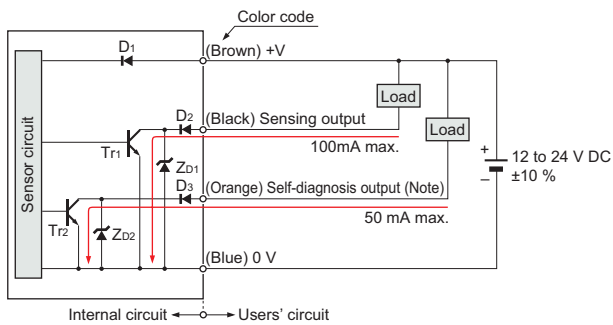 Color code
D1
(Brown) +V
Load
D2
(Black) Sensing output
Load
100mA max.
Tr1
ZD1
Sensor circuit
+
12 to 24 V DC
–
±10 %
D3
(Orange) Self-diagnosis output (Note)
50 mA max.
Tr2
ZD2
(Blue) 0 V
Internal circuit
Users' circuit